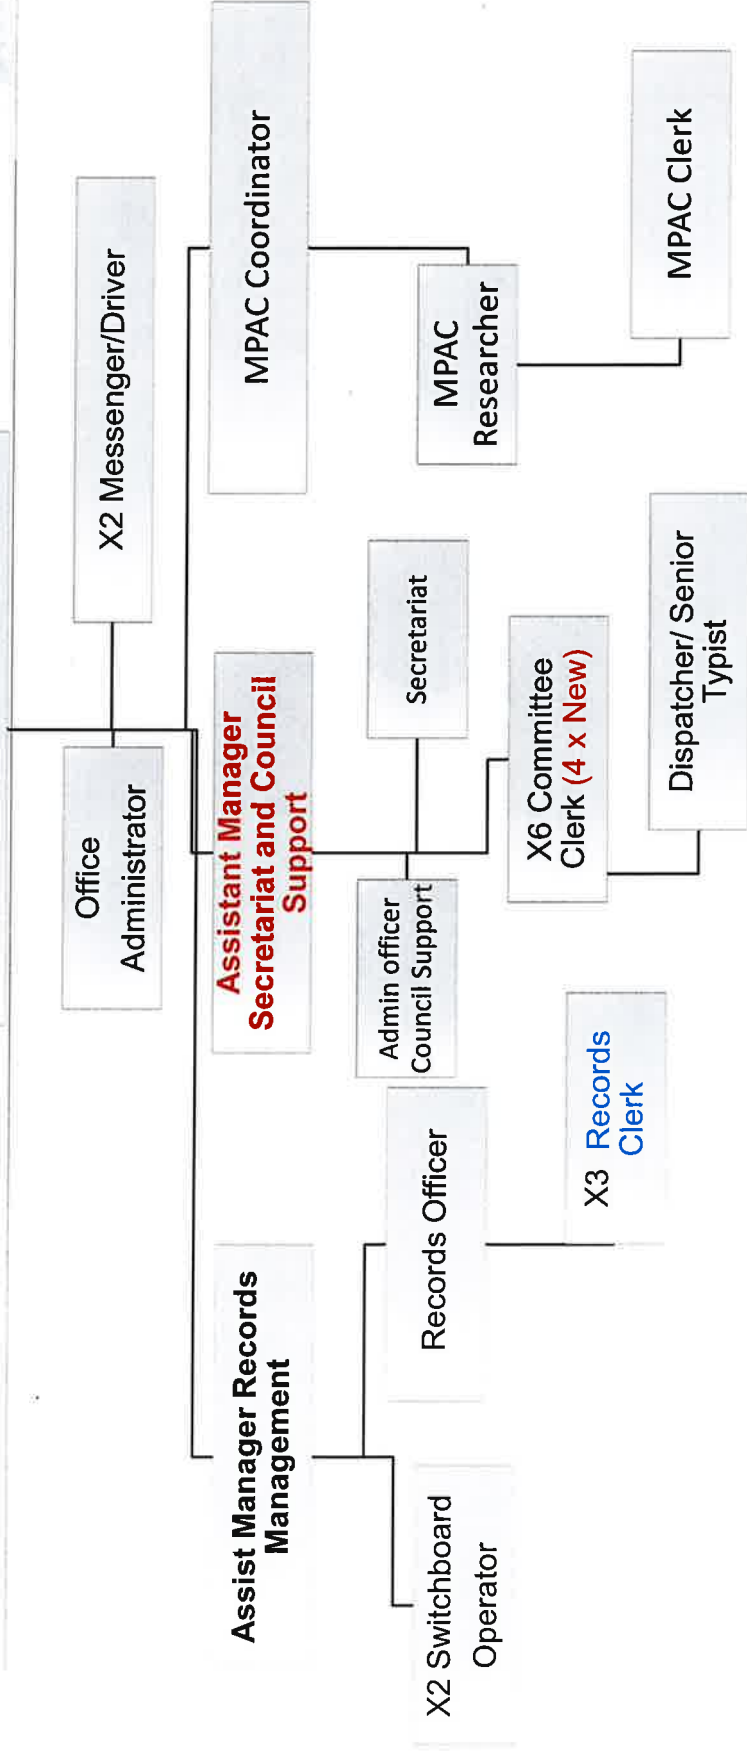 Office
Administrator
X2 Messenger/Driver
Assist Manager Records
Management
Assistant Manager
Secretariat and Council
Support
MPAC Coordinator
X2 Switchboard
Operator
Records Officer
Admin officer
Council Support
Secretariat
MPAC
Researcher
X3 Records
Clerk
X6 Committee
Clerk (4 x New)
Dispatcher/ Senior
Typist
MPAC Clerk